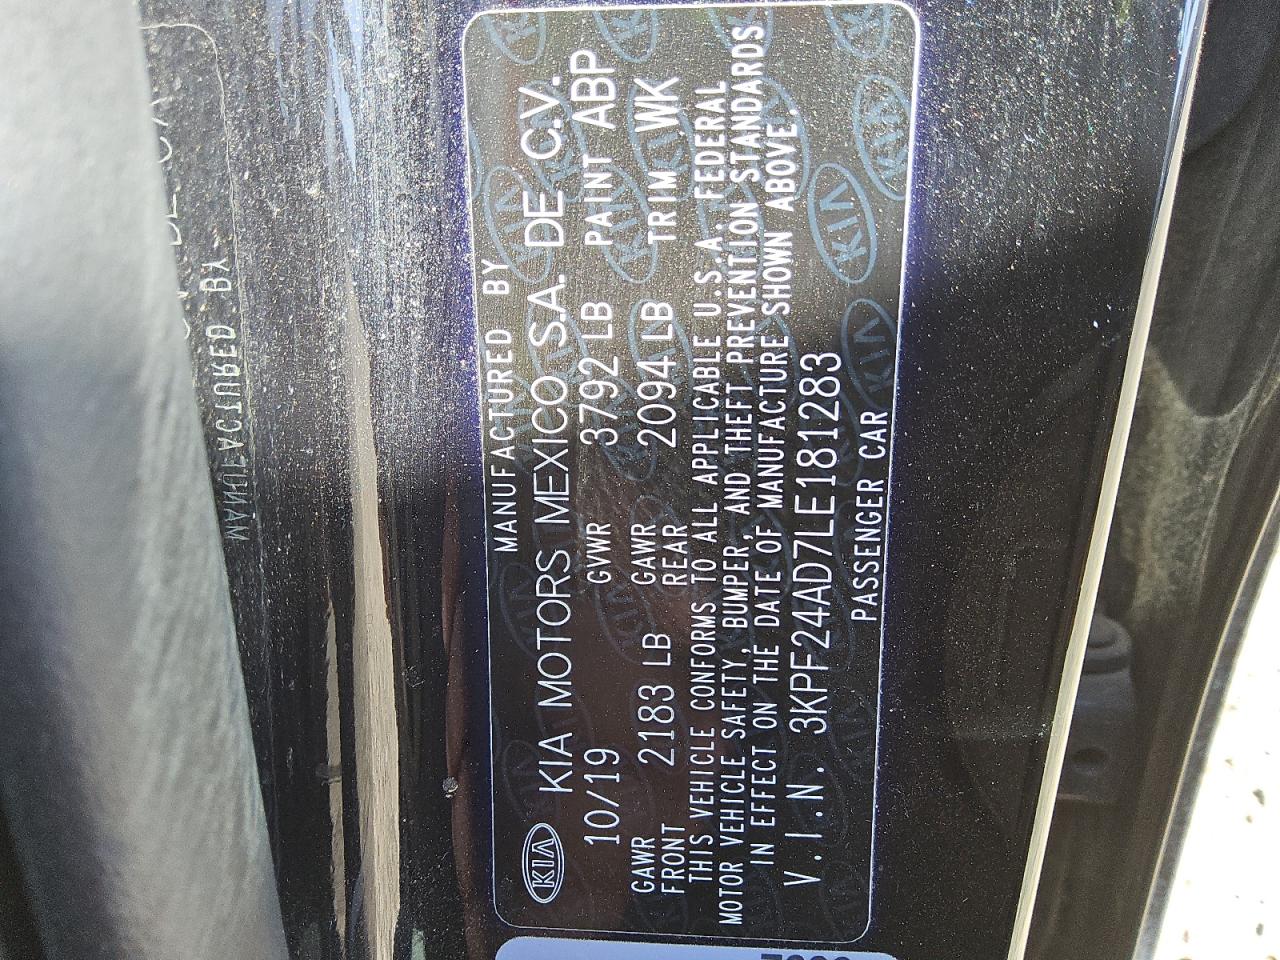 MANUFACTURED BY
KIA KIA MOTORS MEXICO S.A. DE C.V.
10/19 GVWR 3792 LB PAINT ABP
GAWR FRONT 2183 LB GAWR REAR 2094 LB TRIM WK
THIS VEHICLE CONFORMS TO ALL APPLICABLE U.S.A. FEDERAL
MOTOR VEHICLE SAFETY, BUMPER, AND THEFT PREVENTION STANDARDS
IN EFFECT ON THE DATE OF MANUFACTURE SHOWN ABOVE.
V.I.N. 3KPF24AD7LE181283
PASSENGER CAR